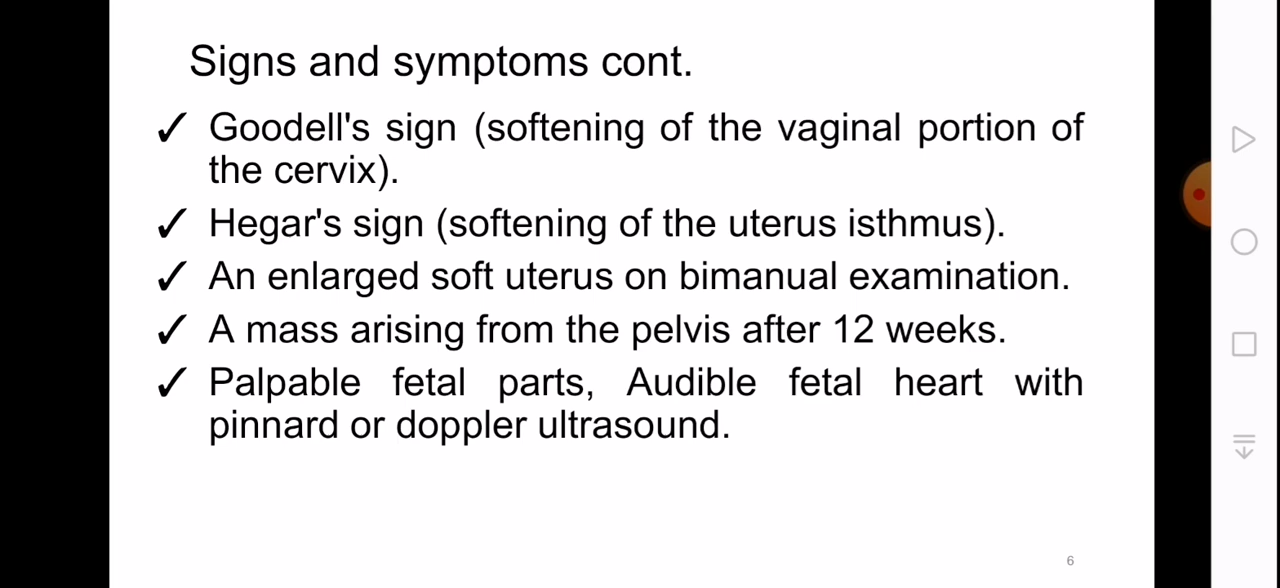 Signs and symptoms cont.
✓ Goodell's sign (softening of the vaginal portion of
the cervix).
✓ Hegar's sign (softening of the uterus isthmus).
✓ An enlarged soft uterus on bimanual examination.
✓ A mass arising from the pelvis after 12 weeks.
✓ Palpable fetal parts, Audible fetal heart with
pinnard or doppler ultrasound.
6